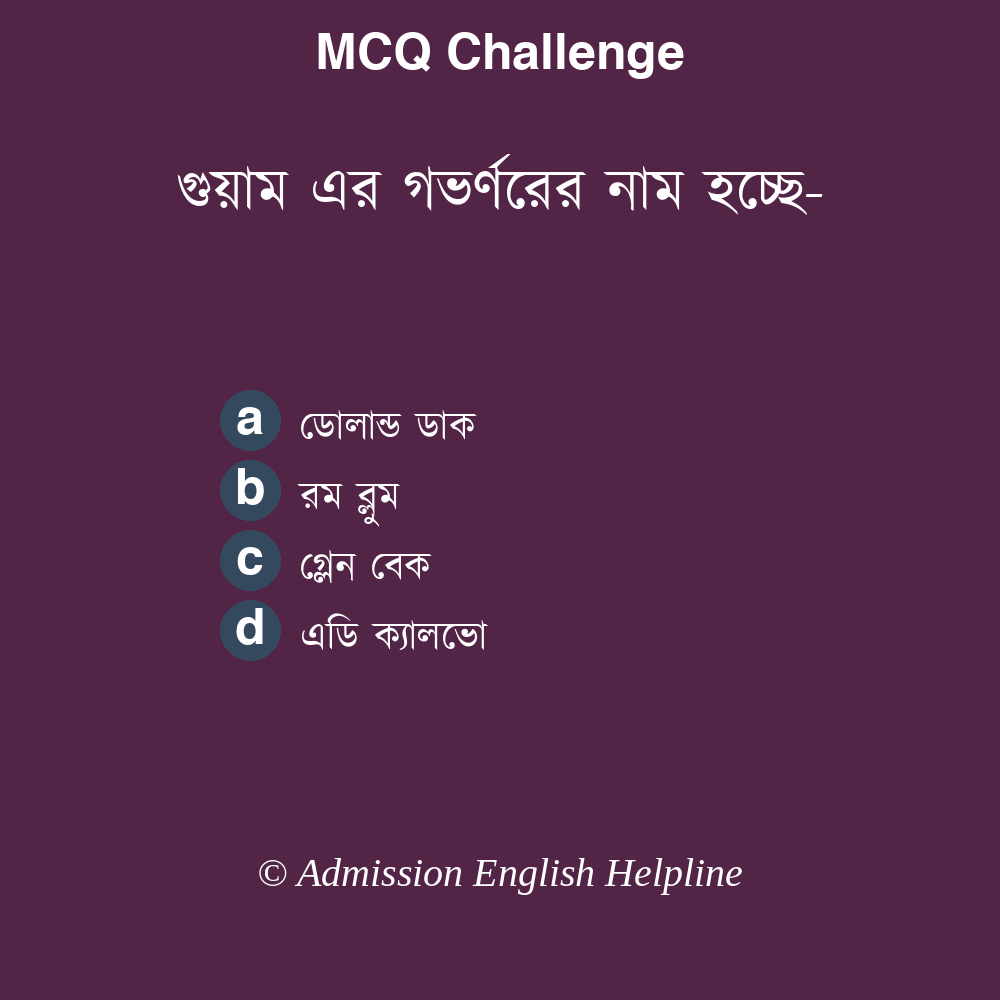 MCQ Challenge
গুয়াম এর গভর্ণরের নাম হচ্ছে-
a ডোলান্ড ডাক
b রম ব্লুম
c গ্লেন বেক
d এডি ক্যালভো
© Admission English Helpline